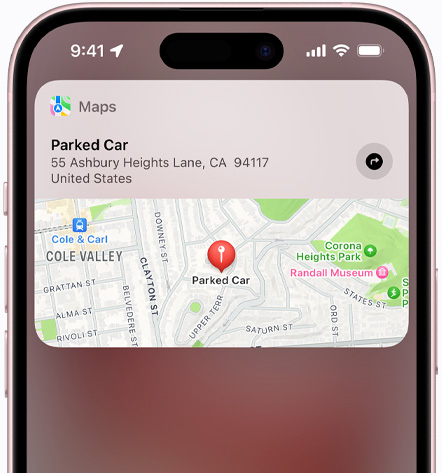 9:41
Maps
Parked Car
55 Ashbury Heights Lane, CA 94117
United States
Cole & Carl
COLE VALLEY
DOWNEY ST
CLAYTON ST
Parked Car
Corona
Heights Park
Randall Museum
STATES ST
S
P
P
GRATTAN ST
ALMA ST
RIVOLI ST
BELVEDERE ST
UPPER TERR
SATURN ST
ORD ST